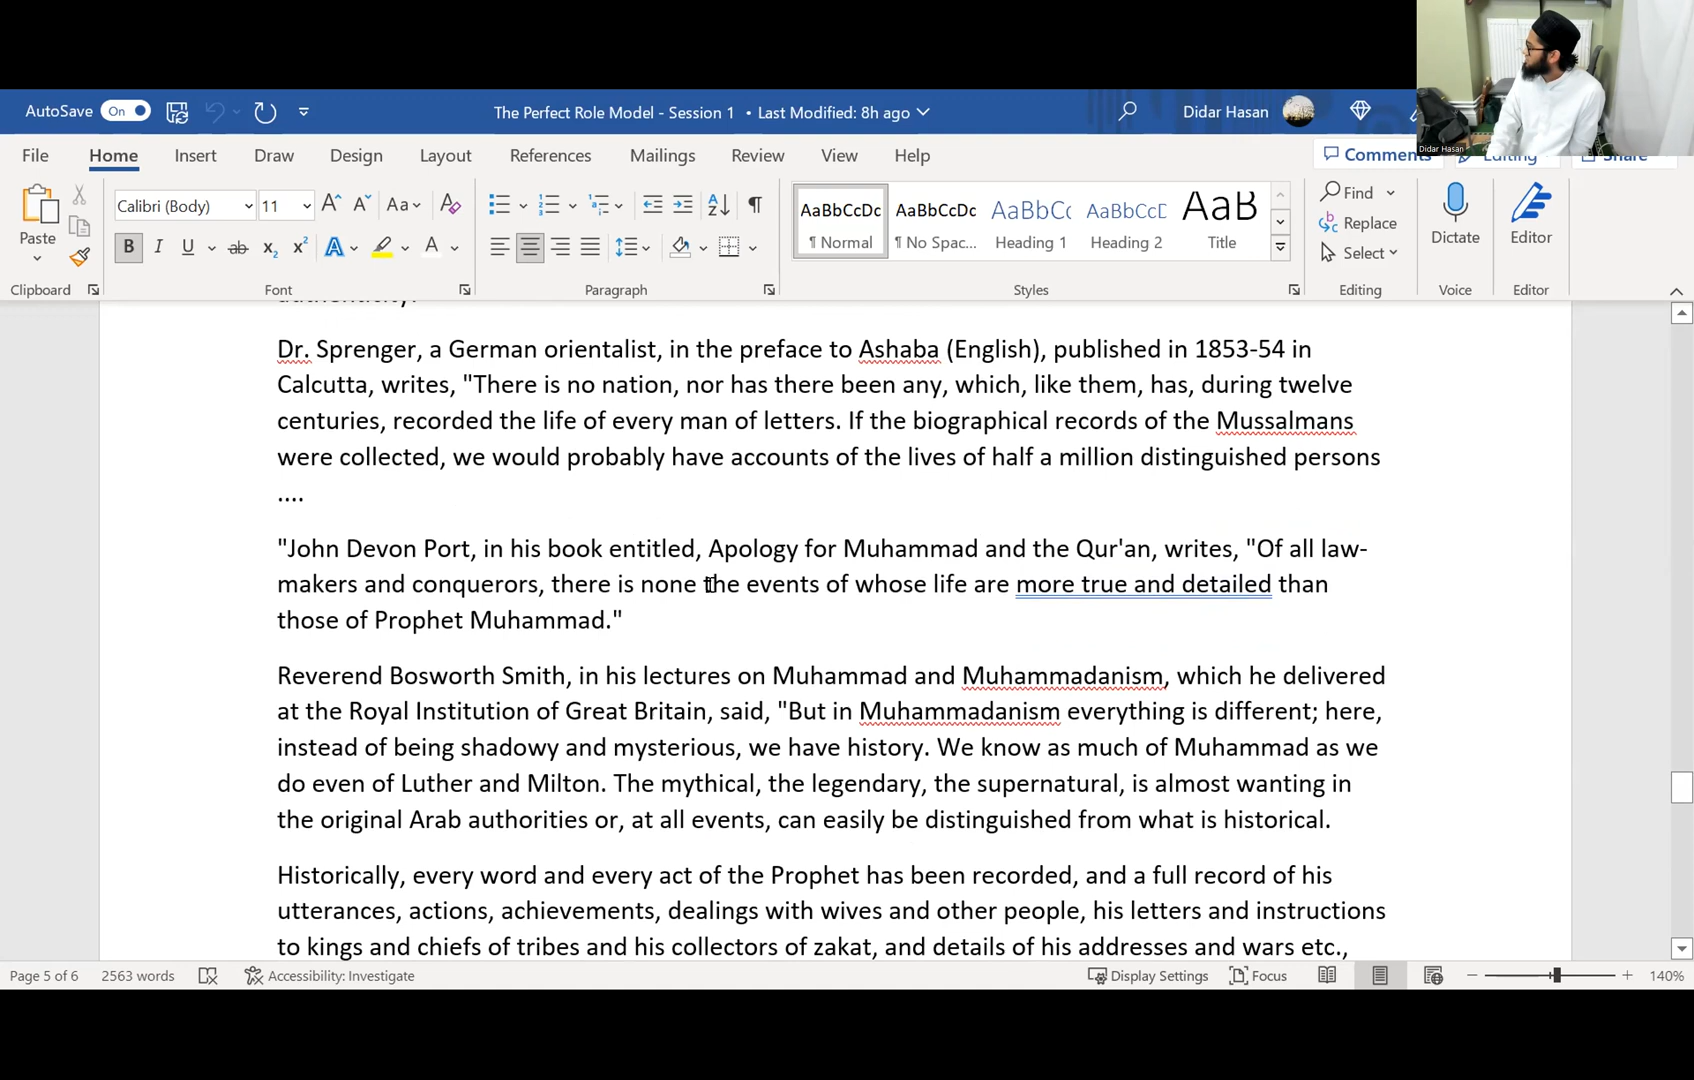 AutoSave On The Perfect Role Model - Session 1 • Last Modified: 8h ago Didar Hasan
Didar Hasan
File Home Insert Draw Design Layout References Mailings Review View Help Comments Editing Share
Calibri (Body) 11 AaBbCcDc AaBbCcDc AaBbCc AaBbCcD AaB Find
Paste ¶ Normal ¶ No Spac... Heading 1 Heading 2 Title Replace Dictate Editor
Select
Clipboard Font Paragraph Styles Editing Voice Editor
authenticity.
Dr. Sprenger, a German orientalist, in the preface to Ashaba (English), published in 1853-54 in
Calcutta, writes, "There is no nation, nor has there been any, which, like them, has, during twelve
centuries, recorded the life of every man of letters. If the biographical records of the Mussalmans
were collected, we would probably have accounts of the lives of half a million distinguished persons
....
"John Devon Port, in his book entitled, Apology for Muhammad and the Qur'an, writes, "Of all law-
makers and conquerors, there is none the events of whose life are more true and detailed than
those of Prophet Muhammad."
Reverend Bosworth Smith, in his lectures on Muhammad and Muhammadanism, which he delivered
at the Royal Institution of Great Britain, said, "But in Muhammadanism everything is different; here,
instead of being shadowy and mysterious, we have history. We know as much of Muhammad as we
do even of Luther and Milton. The mythical, the legendary, the supernatural, is almost wanting in
the original Arab authorities or, at all events, can easily be distinguished from what is historical.
Historically, every word and every act of the Prophet has been recorded, and a full record of his
utterances, actions, achievements, dealings with wives and other people, his letters and instructions
to kings and chiefs of tribes and his collectors of zakat, and details of his addresses and wars etc.,
Page 5 of 6 2563 words Accessibility: Investigate Display Settings Focus 140%